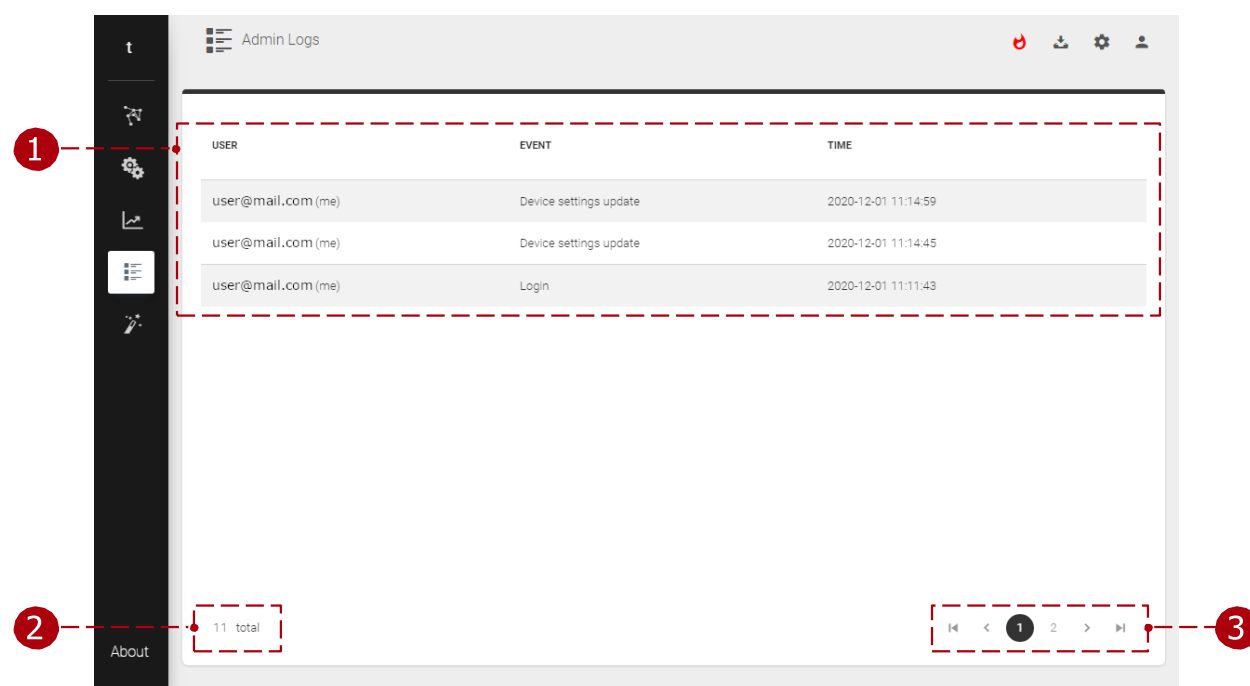 t
Admin Logs
1
USER EVENT TIME
user@mail.com (me) Device settings update 2020-12-01 11:14:59
user@mail.com (me) Device settings update 2020-12-01 11:14:45
user@mail.com (me) Login 2020-12-01 11:11:43
2
11 total
1 2
3
About